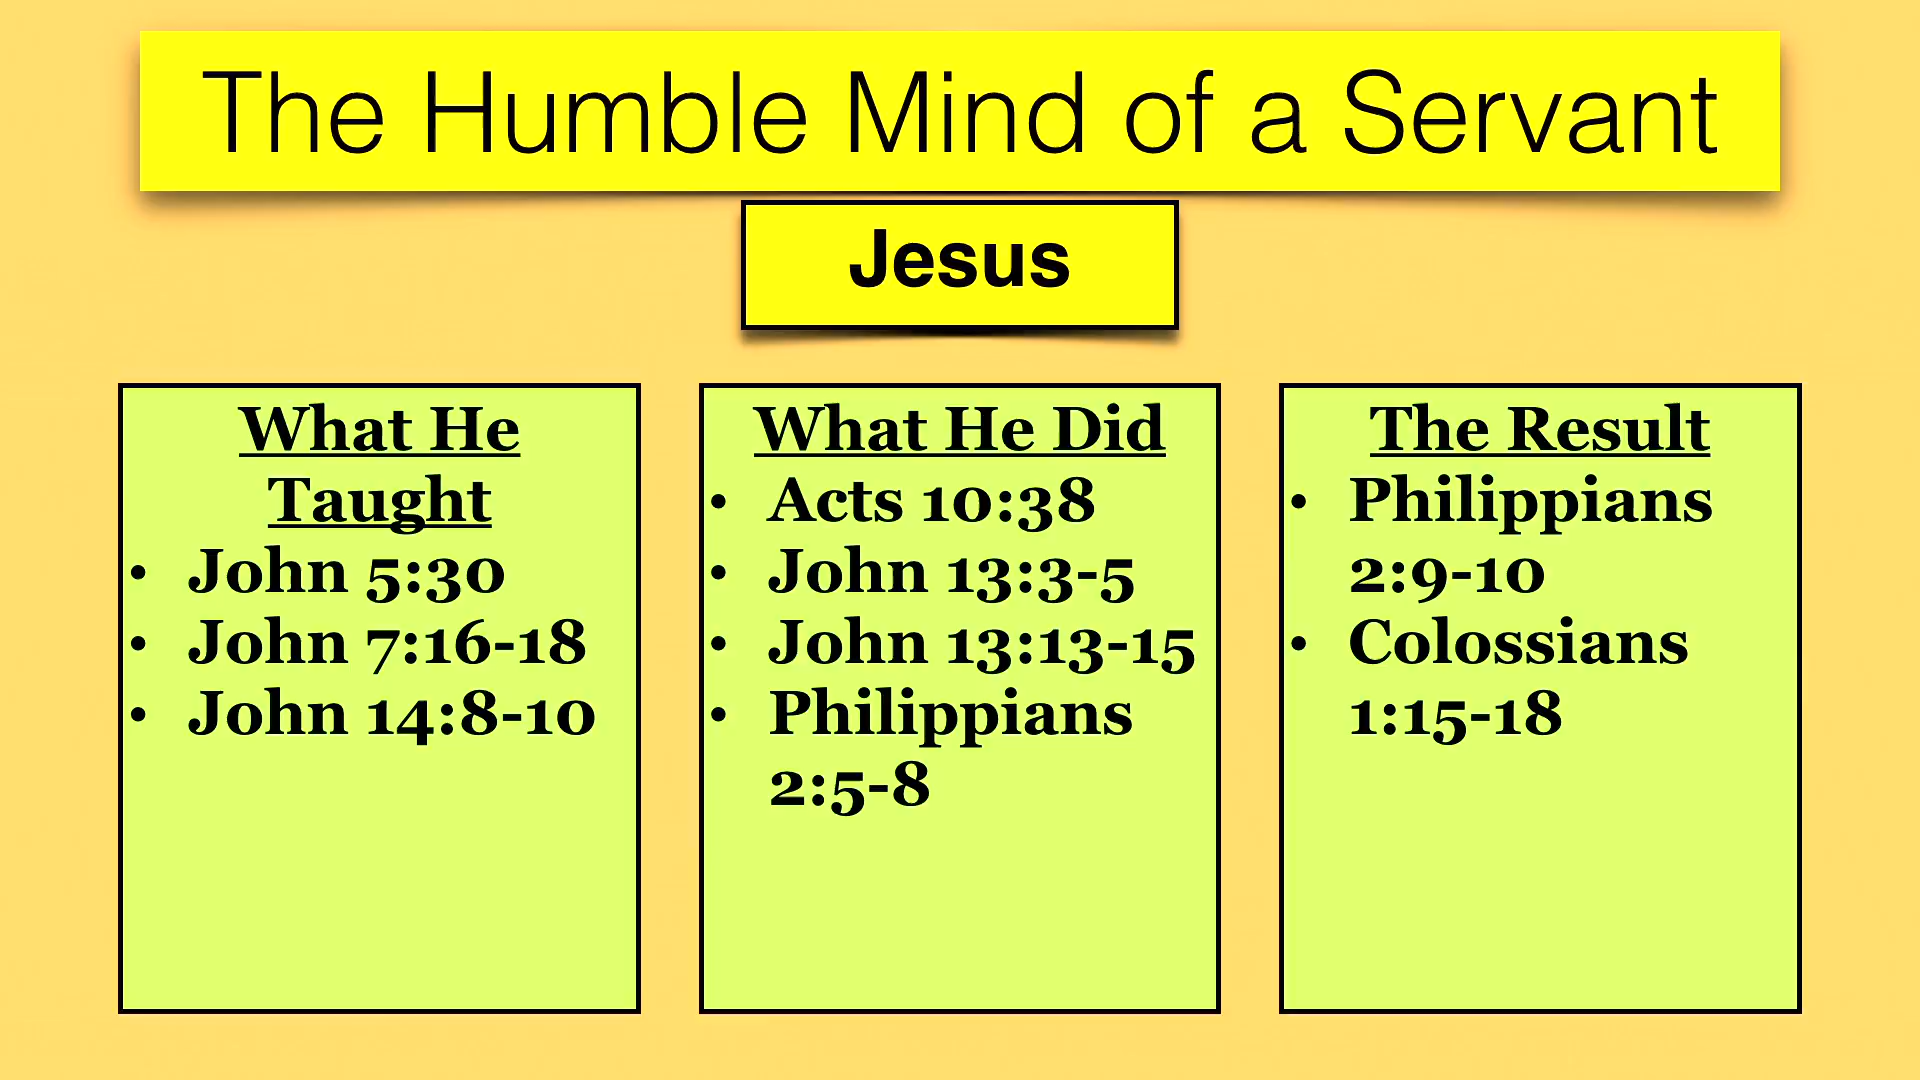 The Humble Mind of a Servant
Jesus
What He
Taught
• John 5:30
• John 7:16-18
• John 14:8-10
What He Did
• Acts 10:38
• John 13:3-5
• John 13:13-15
• Philippians
2:5-8
The Result
• Philippians
2:9-10
• Colossians
1:15-18